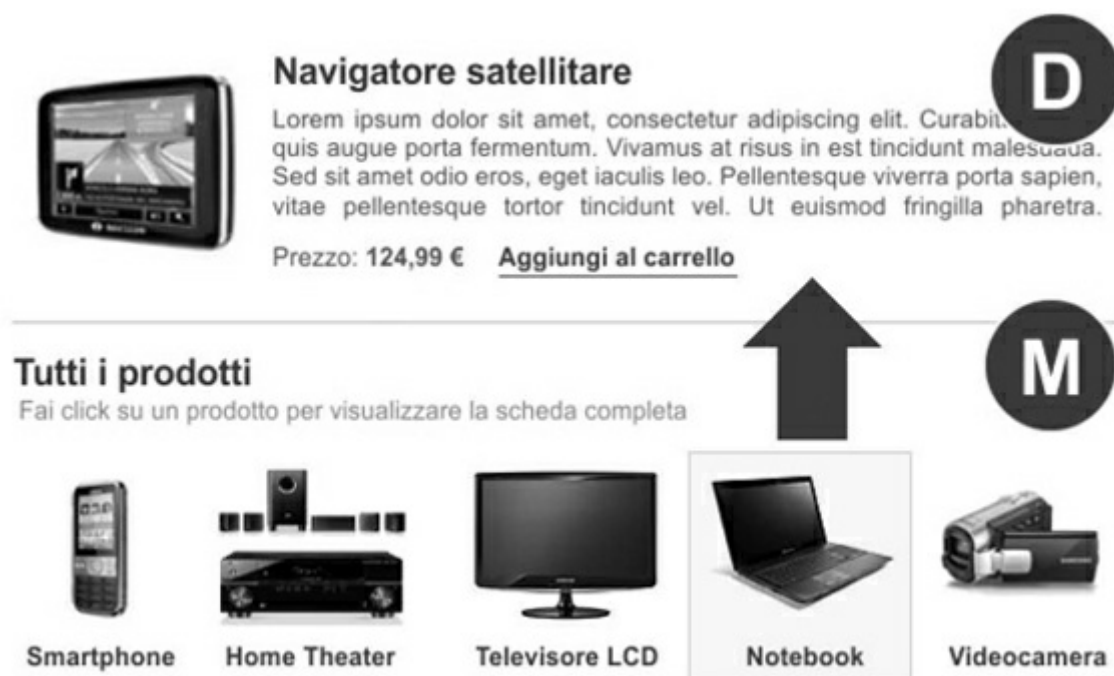 Navigatore satellitare
D
Lorem ipsum dolor sit amet, consectetur adipiscing elit.
quis augue porta fermentum. Vivamus at risus in est tincidunt malesuada.
Sed sit amet odio eros, eget iaculis leo. Pellentesque viverra porta sapien,
vitae pellentesque tortor tincidunt vel. Ut euismod fringilla pharetra.
Prezzo: 124,99 € Aggiungi al carrello
M
Tutti i prodotti
Fai click su un prodotto per visualizzare la scheda completa
Smartphone Home Theater Televisore LCD Notebook Videocamera